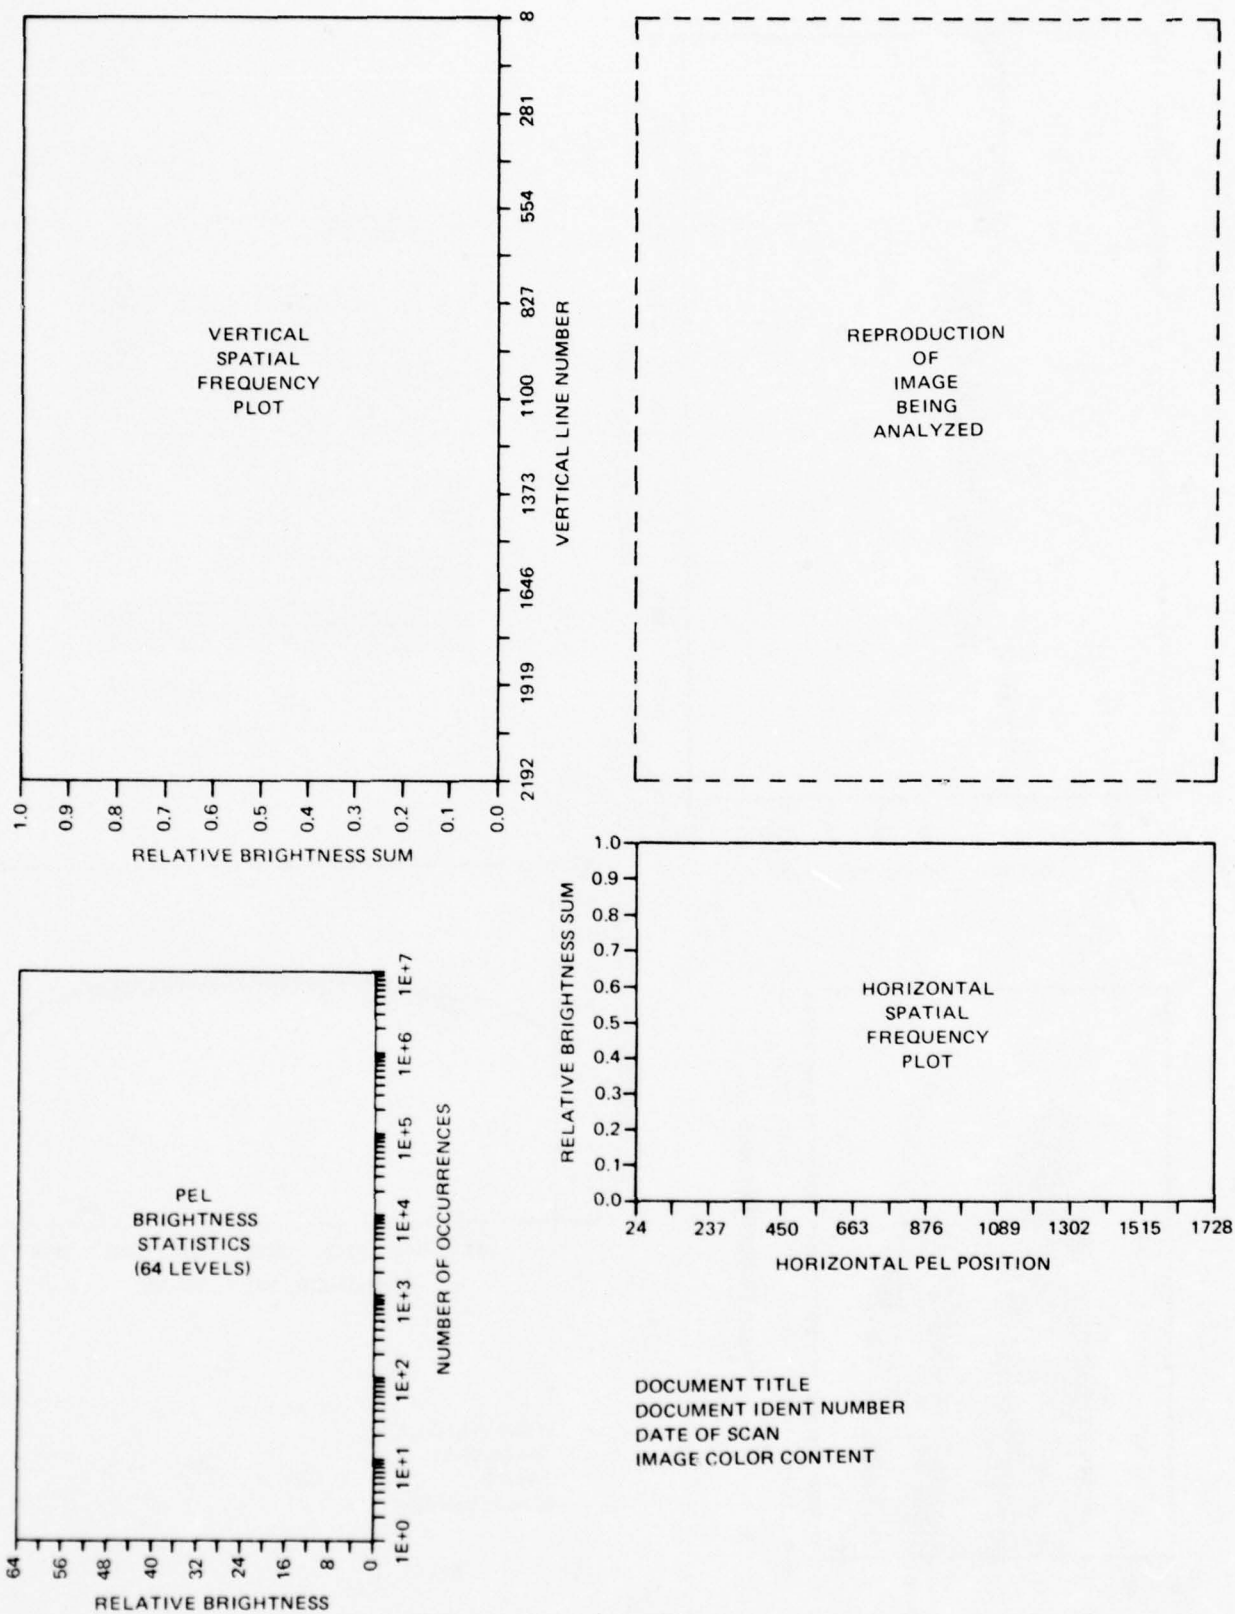 8
281
554
827
1100
1373
1646
1919
2192
VERTICAL LINE NUMBER
VERTICAL
SPATIAL
FREQUENCY
PLOT
1.0
0.9
0.8
0.7
0.6
0.5
0.4
0.3
0.2
0.1
0.0
RELATIVE BRIGHTNESS SUM
REPRODUCTION
OF
IMAGE
BEING
ANALYZED
1.0
0.9
0.8
0.7
0.6
0.5
0.4
0.3
0.2
0.1
0.0
RELATIVE BRIGHTNESS SUM
HORIZONTAL
SPATIAL
FREQUENCY
PLOT
24 237 450 663 876 1089 1302 1515 1728
HORIZONTAL PEL POSITION
1E+7
1E+6
1E+5
1E+4
1E+3
1E+2
1E+1
1E+0
NUMBER OF OCCURRENCES
PEL
BRIGHTNESS
STATISTICS
(64 LEVELS)
64
56
48
40
32
24
16
8
0
RELATIVE BRIGHTNESS
DOCUMENT TITLE
DOCUMENT IDENT NUMBER
DATE OF SCAN
IMAGE COLOR CONTENT